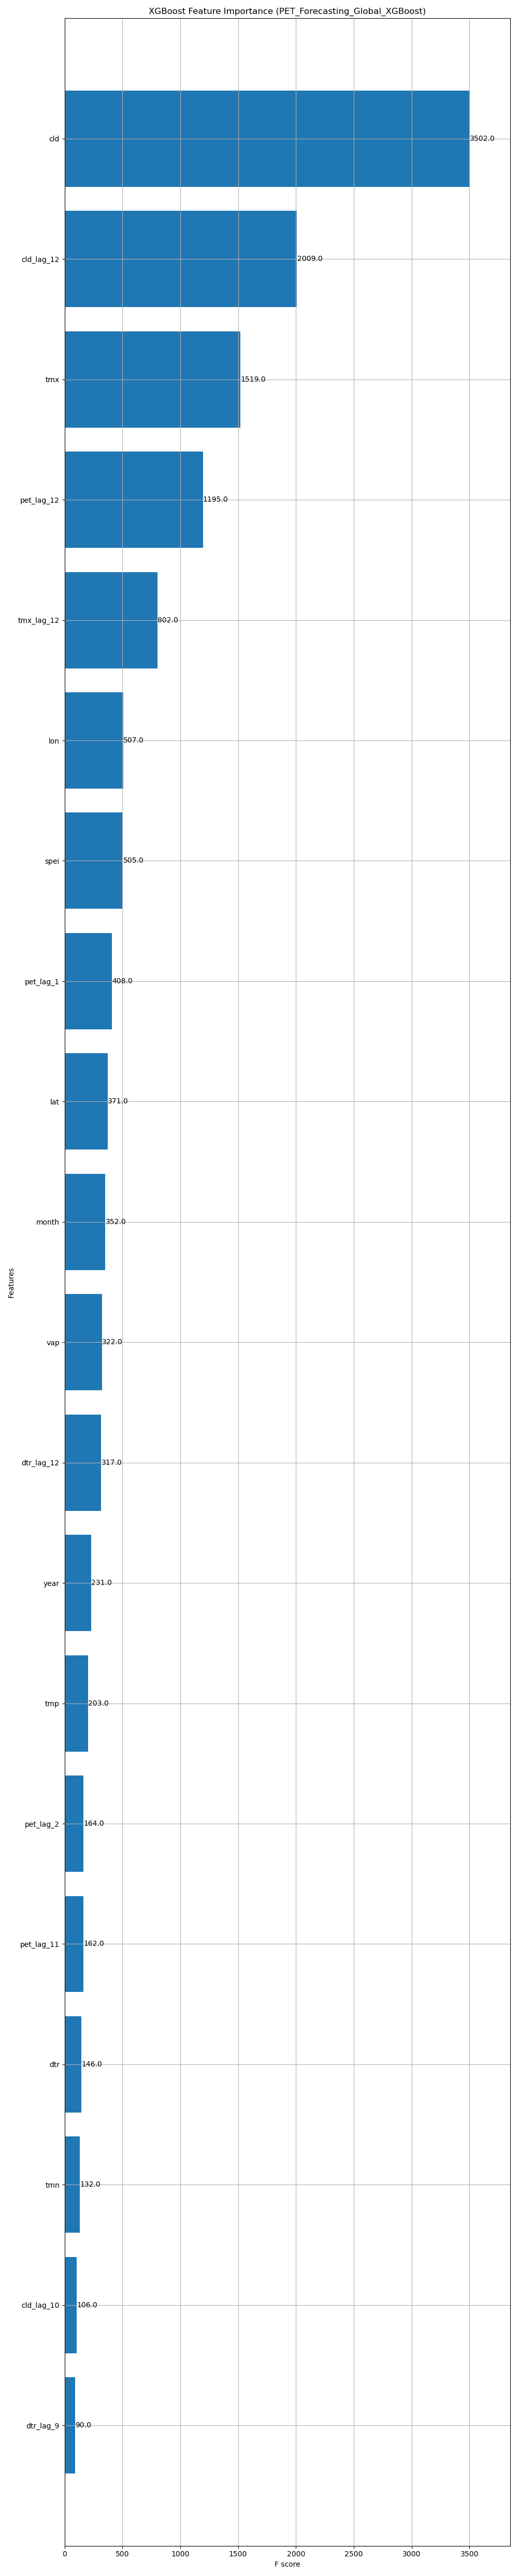 XGBoost Feature Importance (PET_Forecasting_Global_XGBoost)
cld 3502.0
cld_lag_12 2009.0
tmx 1519.0
pet_lag_12 1195.0
tmx_lag_12 802.0
lon 507.0
spei 505.0
pet_lag_1 408.0
lat 371.0
month 352.0
Features
vap 322.0
dtr_lag_12 317.0
year 231.0
tmp 203.0
pet_lag_2 164.0
pet_lag_11 162.0
dtr 146.0
tmn 132.0
cld_lag_10 106.0
dtr_lag_9 90.0
0 500 1000 1500 2000 2500 3000 3500
F score